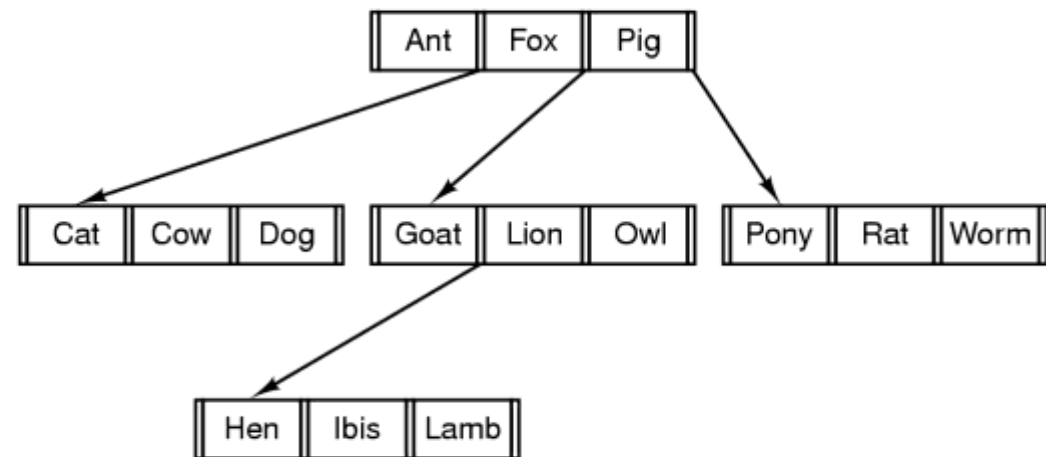 Ant Fox Pig
Cat Cow Dog Goat Lion Owl Pony Rat Worm
Hen Ibis Lamb